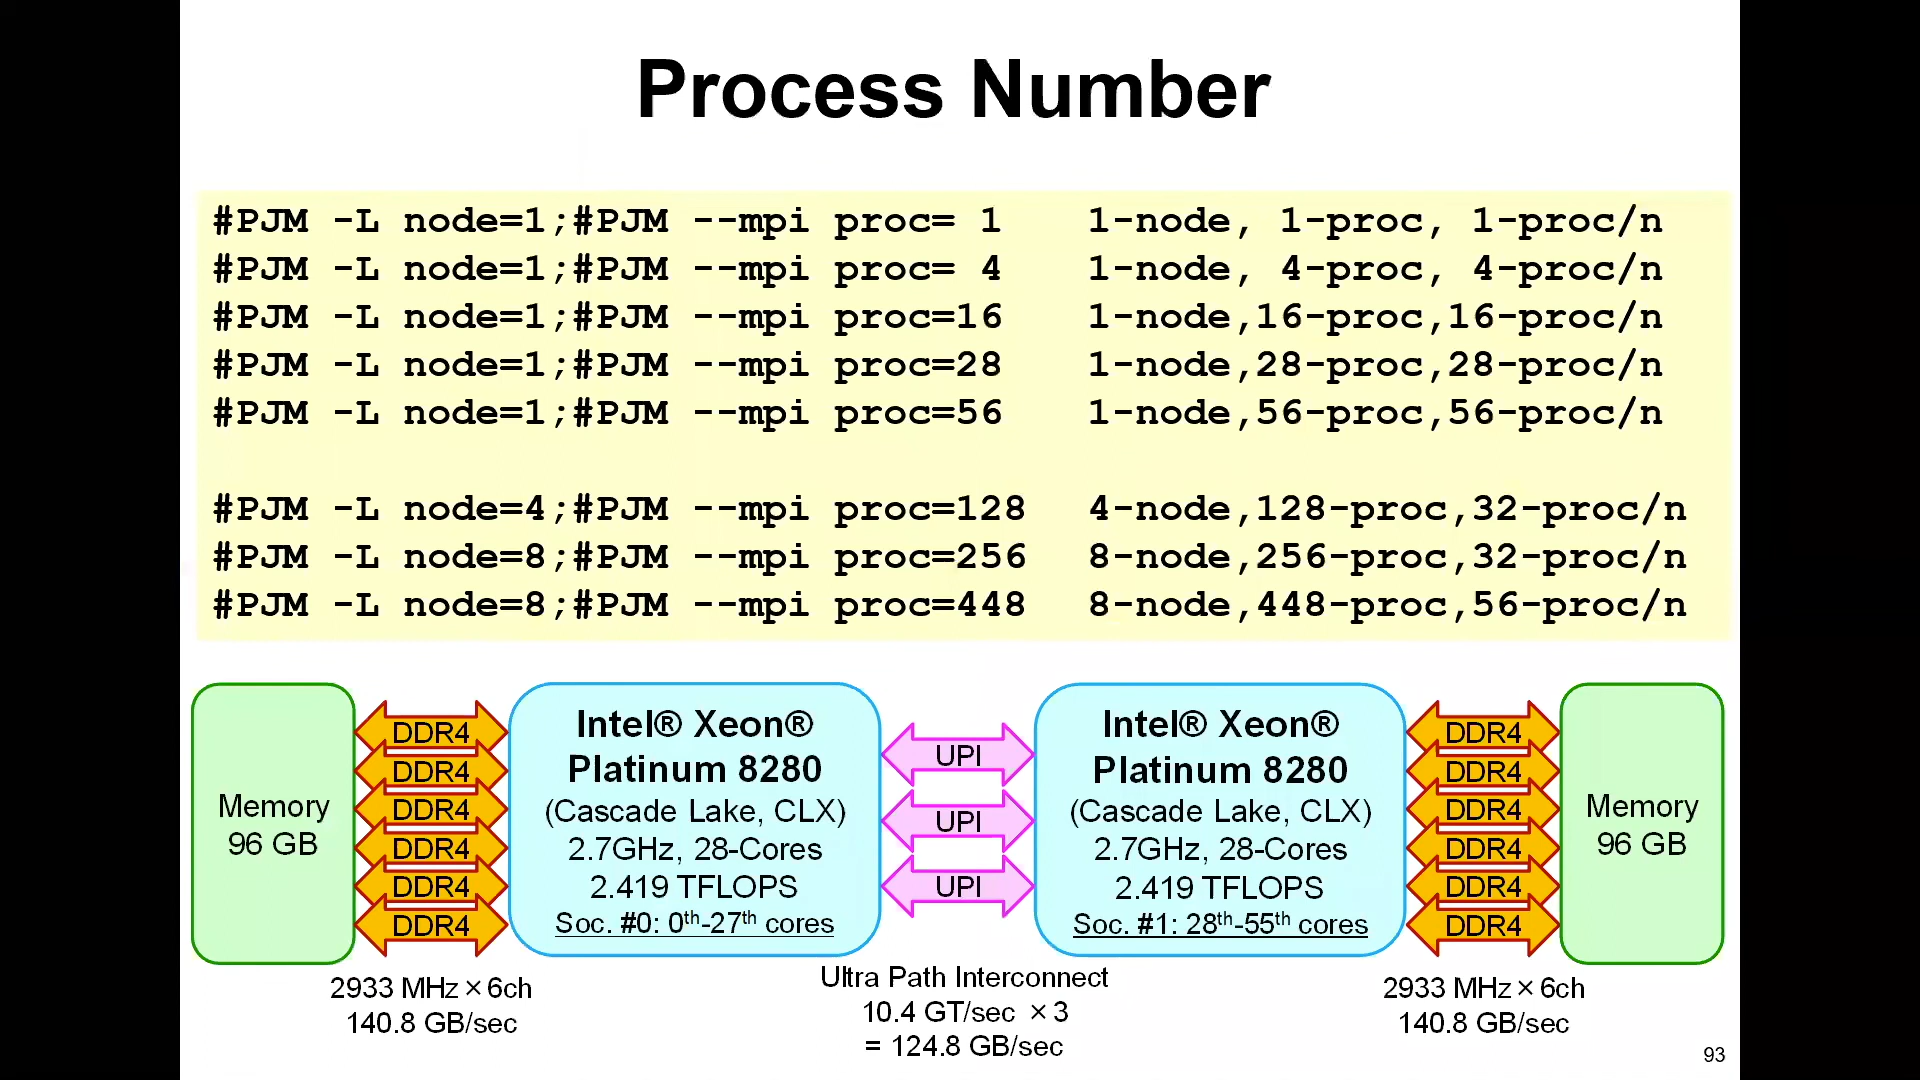 Process Number
#PJM -L node=1;#PJM --mpi proc= 1 1-node, 1-proc, 1-proc/n
#PJM -L node=1;#PJM --mpi proc= 4 1-node, 4-proc, 4-proc/n
#PJM -L node=1;#PJM --mpi proc=16 1-node,16-proc,16-proc/n
#PJM -L node=1;#PJM --mpi proc=28 1-node,28-proc,28-proc/n
#PJM -L node=1;#PJM --mpi proc=56 1-node,56-proc,56-proc/n
#PJM -L node=4;#PJM --mpi proc=128 4-node,128-proc,32-proc/n
#PJM -L node=8;#PJM --mpi proc=256 8-node,256-proc,32-proc/n
#PJM -L node=8;#PJM --mpi proc=448 8-node,448-proc,56-proc/n
Memory
96 GB
DDR4
DDR4
DDR4
DDR4
DDR4
DDR4
2933 MHz×6ch
140.8 GB/sec
Intel® Xeon®
Platinum 8280
(Cascade Lake, CLX)
2.7GHz, 28-Cores
2.419 TFLOPS
Soc. #0: 0th-27th cores
UPI
UPI
UPI
Ultra Path Interconnect
10.4 GT/sec ×3
= 124.8 GB/sec
Intel® Xeon®
Platinum 8280
(Cascade Lake, CLX)
2.7GHz, 28-Cores
2.419 TFLOPS
Soc. #1: 28th-55th cores
DDR4
DDR4
DDR4
DDR4
DDR4
DDR4
2933 MHz×6ch
140.8 GB/sec
Memory
96 GB
93